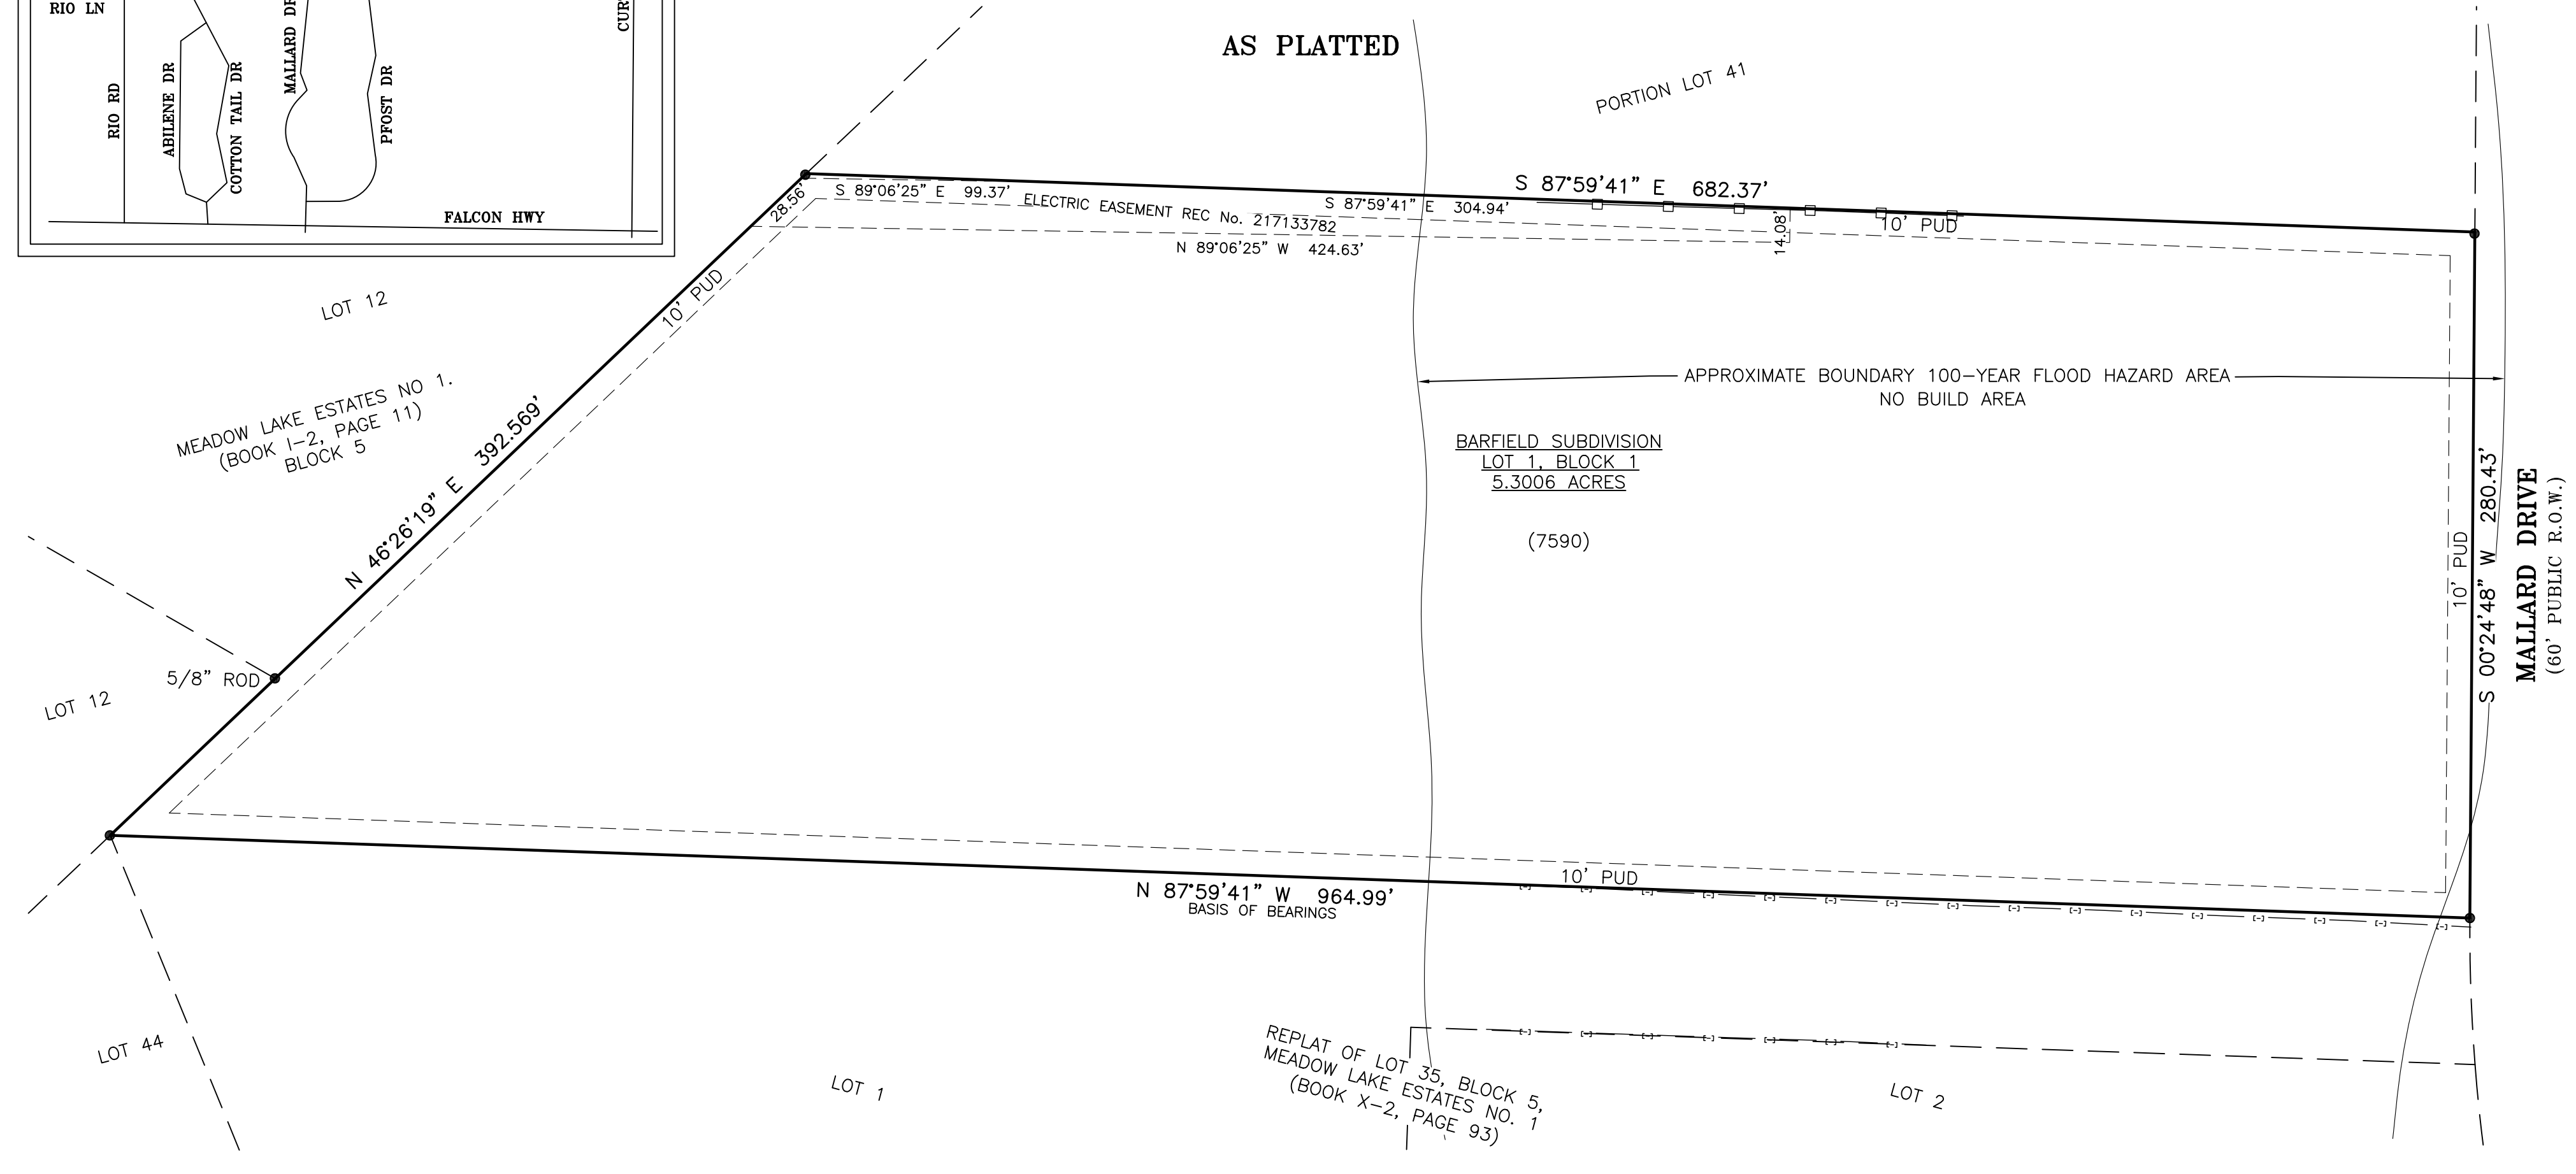 RIO LN
RIO RD
ABILENE DR
COTTON TAIL DR
MALLARD DR
PFOST DR
CUR
FALCON HWY
AS PLATTED
PORTION LOT 41
S 87°59'41" E 682.37'
S 89°06'25" E 99.37'
ELECTRIC EASEMENT REC No. 217133782
S 87°59'41" E 304.94'
28.56'
N 89°06'25" W 424.63'
14.08'
10' PUD
10' PUD
LOT 12
MEADOW LAKE ESTATES NO 1.
(BOOK I-2, PAGE 11)
BLOCK 5
N 46°26'19" E 392.569'
APPROXIMATE BOUNDARY 100-YEAR FLOOD HAZARD AREA
NO BUILD AREA
BARFIELD SUBDIVISION
LOT 1, BLOCK 1
5.3006 ACRES
(7590)
10' PUD
S 00°24'48" W 280.43'
MALLARD DRIVE
(60' PUBLIC R.O.W.)
5/8" ROD
LOT 12
10' PUD
N 87°59'41" W 964.99'
BASIS OF BEARINGS
LOT 44
LOT 1
REPLAT OF LOT 35, BLOCK 5,
MEADOW LAKE ESTATES NO. 1
(BOOK X-2, PAGE 93)
LOT 2